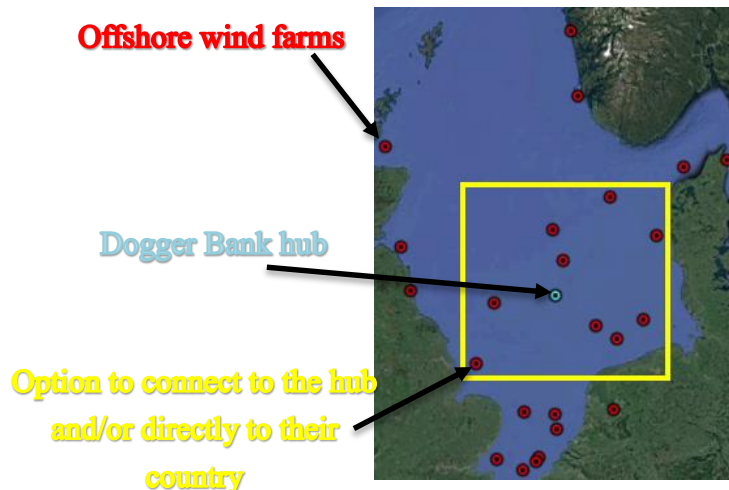 Offshore wind farms
Dogger Bank hub
Option to connect to the hub
and/or directly to their
country